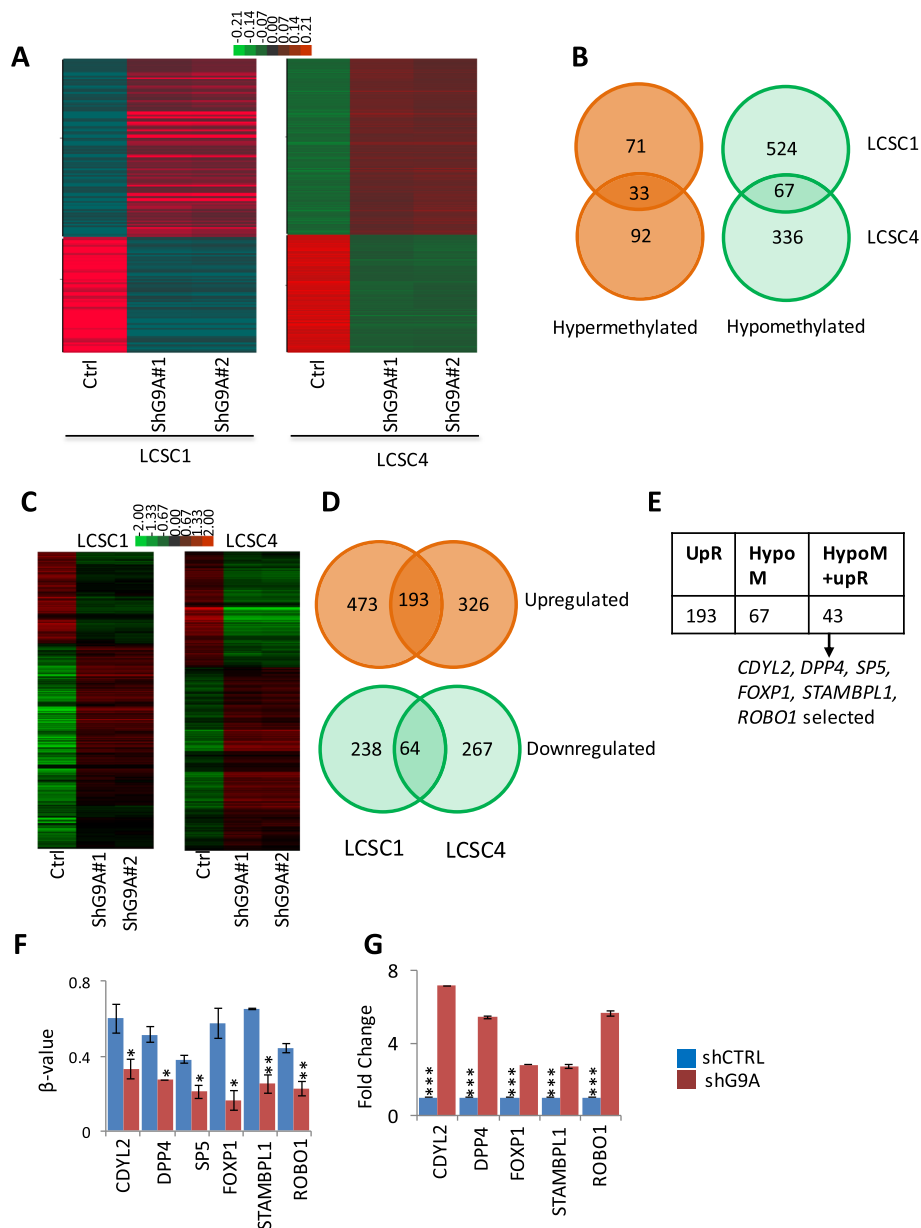 A
-0.21
-0.14
-0.07
0.00
0.07
0.14
0.21
Ctrl
ShG9A#1
ShG9A#2
LCSC1
Ctrl
ShG9A#1
ShG9A#2
LCSC4
B
71
33
92
Hypermethylated
524
67
336
Hypomethylated
LCSC1
LCSC4
C
-2.00
-1.33
-0.67
0.00
0.67
1.33
2.00
LCSC1
LCSC4
Ctrl
ShG9A#1
ShG9A#2
Ctrl
ShG9A#1
ShG9A#2
D
473 193 326
Upregulated
238 64 267
Downregulated
LCSC1
LCSC4
E
UpR
Hypo
M
HypoM
+upR
193
67
43
CDYL2, DPP4, SP5,
FOXP1, STAMBPL1,
ROBO1 selected
F
β-value
0.8
0.4
0
*
*
*
*
**
**
CDYL2
DPP4
SP5
FOXP1
STAMBPL1
ROBO1
G
Fold Change
8
4
0
***
***
***
***
***
CDYL2
DPP4
FOXP1
STAMBPL1
ROBO1
shCTRL
shG9A